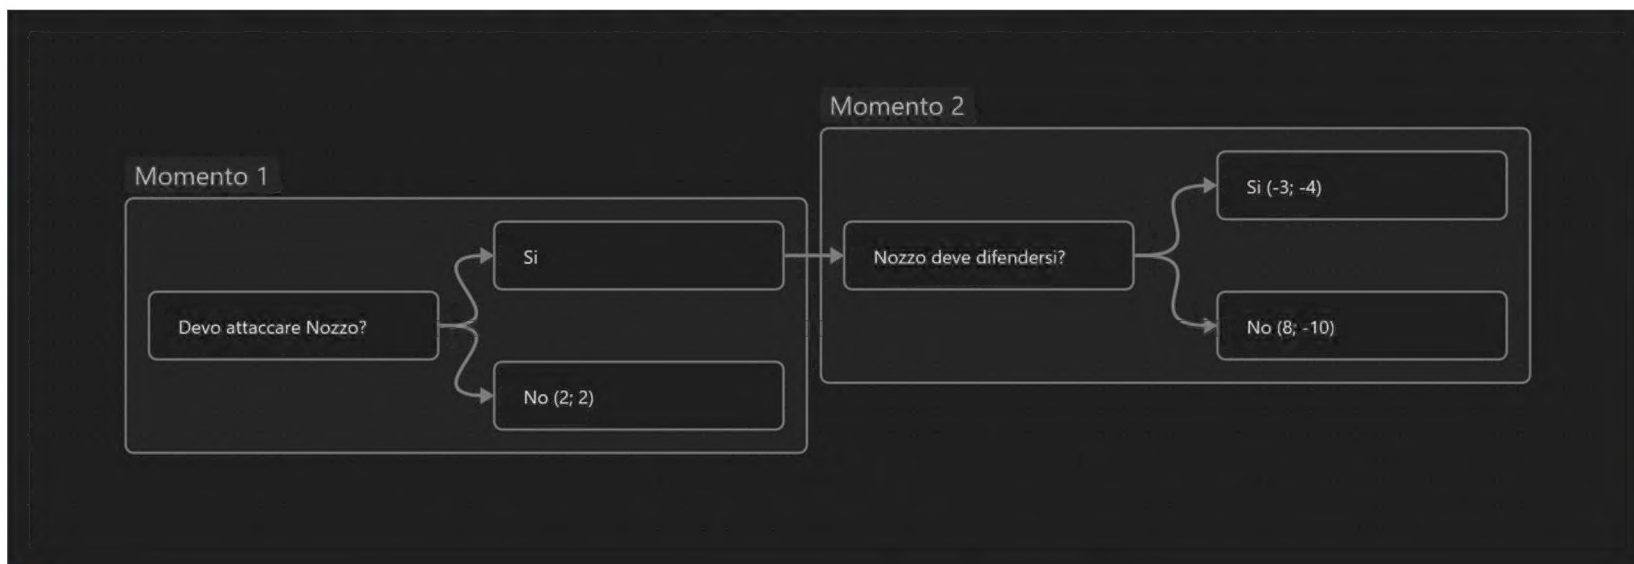 Momento 1
Devo attaccare Nozzo?
Si
No (2; 2)
Momento 2
Nozzo deve difendersi?
Si (-3; -4)
No (8; -10)